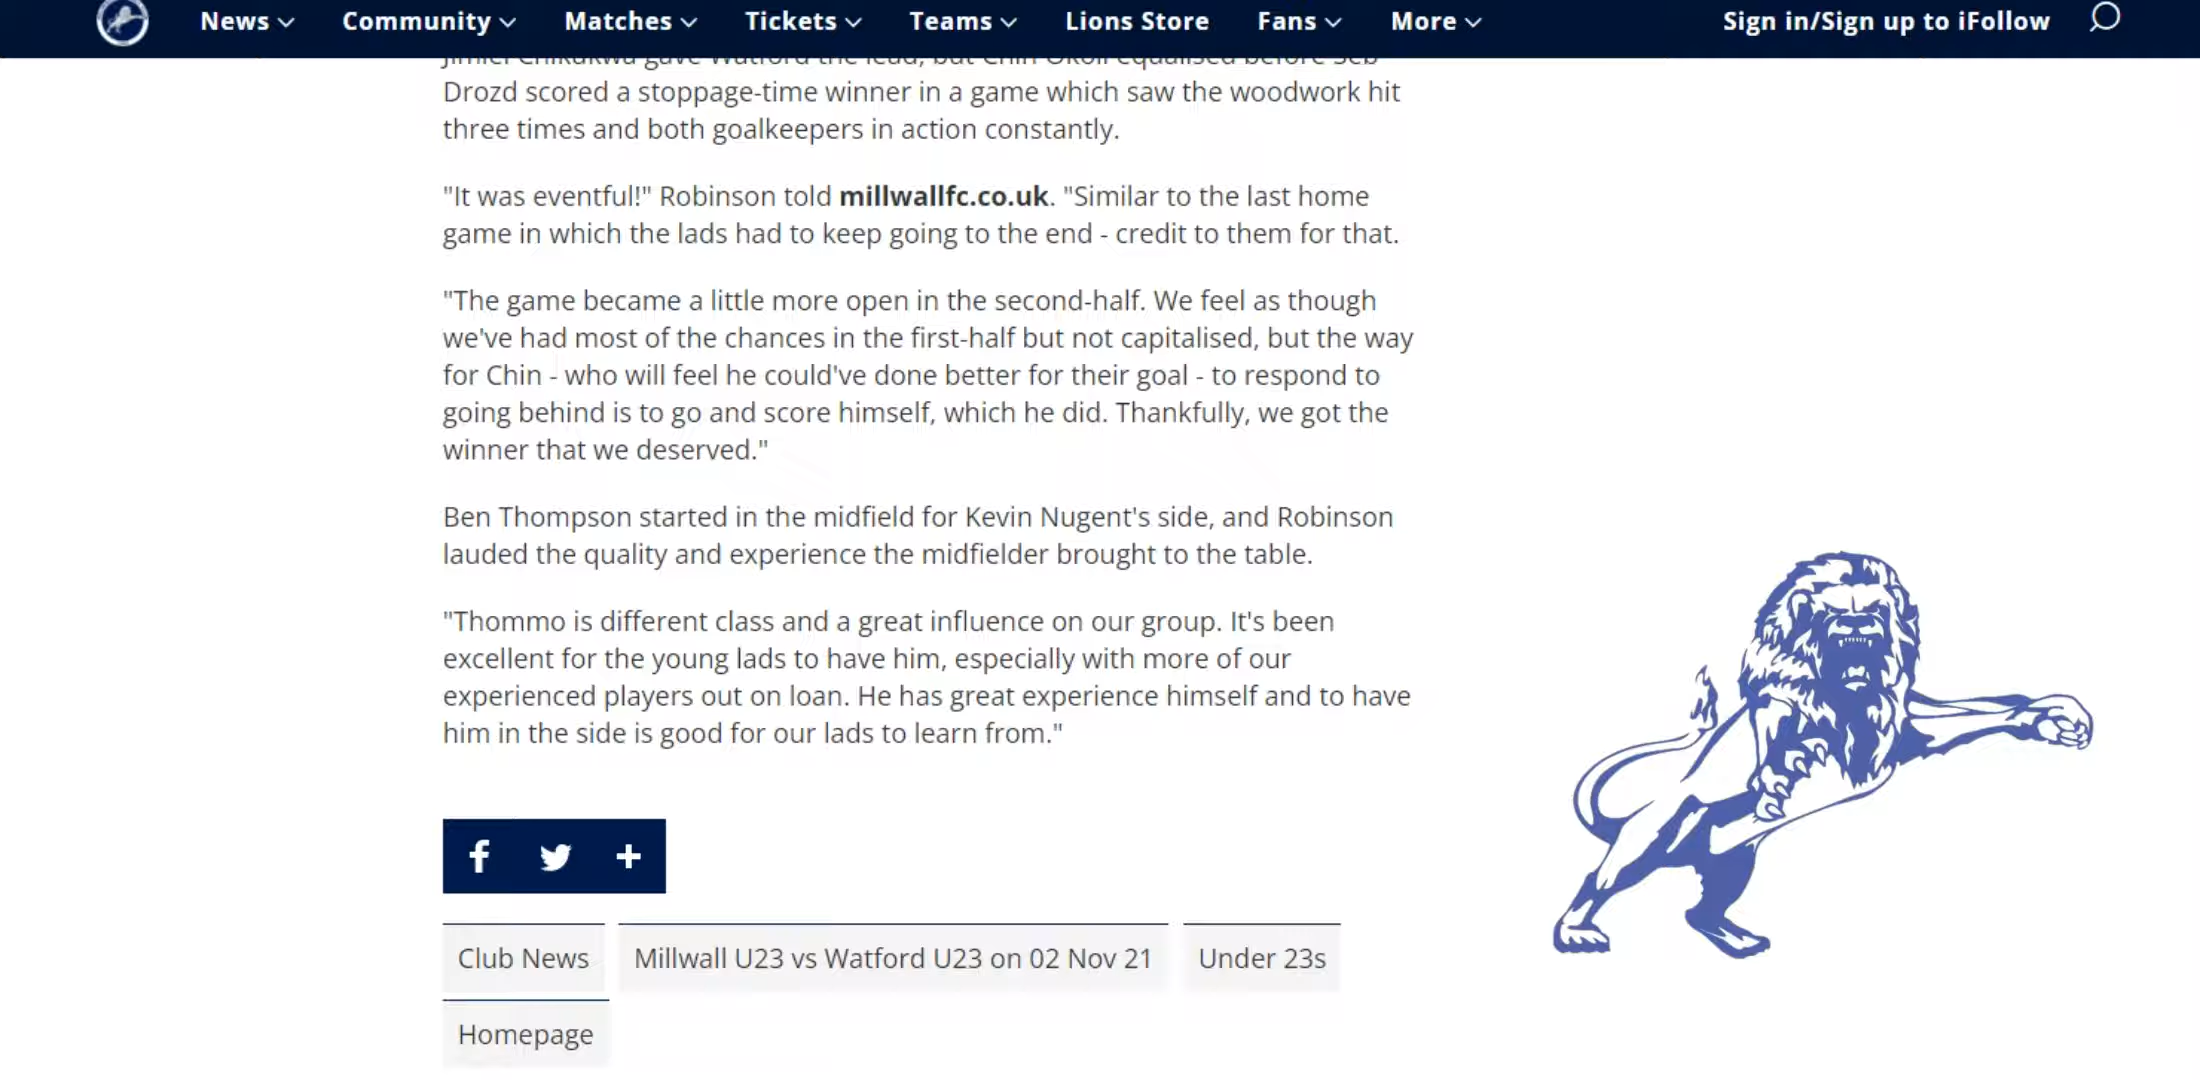 News
Community
Matches
Tickets
Teams
Lions Store
Fans
More
Sign in/Sign up to iFollow
gave Watford the lead, but Chin Okoli equalised before Seb
Drozd scored a stoppage-time winner in a game which saw the woodwork hit
three times and both goalkeepers in action constantly.
"It was eventful!" Robinson told millwallfc.co.uk. "Similar to the last home
game in which the lads had to keep going to the end - credit to them for that.
"The game became a little more open in the second-half. We feel as though
we've had most of the chances in the first-half but not capitalised, but the way
for Chin - who will feel he could've done better for their goal - to respond to
going behind is to go and score himself, which he did. Thankfully, we got the
winner that we deserved."
Ben Thompson started in the midfield for Kevin Nugent's side, and Robinson
lauded the quality and experience the midfielder brought to the table.
"Thommo is different class and a great influence on our group. It's been
excellent for the young lads to have him, especially with more of our
experienced players out on loan. He has great experience himself and to have
him in the side is good for our lads to learn from."
Club News
Millwall U23 vs Watford U23 on 02 Nov 21
Under 23s
Homepage